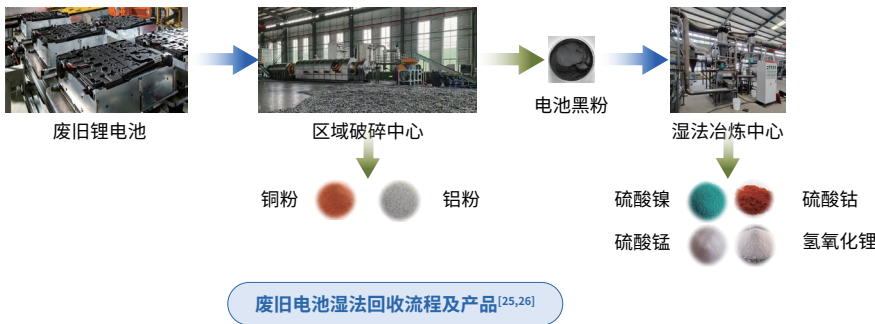 废旧锂电池
区域破碎中心
电池黑粉
湿法冶炼中心
铜粉
铝粉
硫酸镍
硫酸钴
硫酸锰
氢氧化锂
废旧电池湿法回收流程及产品[25,26]